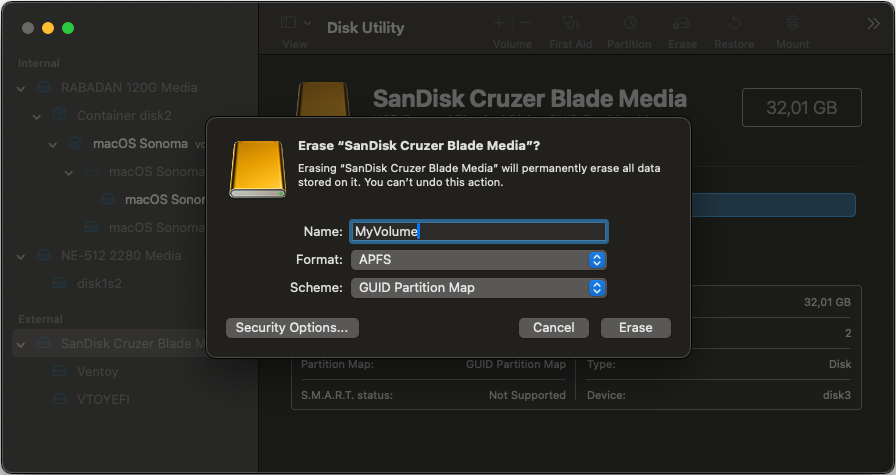 View
Disk Utility
Volume
First Aid
Partition
Erase
Restore
Mount
Internal
RABADAN 120G Media
Container disk2
macOS Sonoma
macOS Sonoma
macOS Sonor
macOS Sonoma
NE-512 2280 Media
disk1s2
External
SanDisk Cruzer Blade M
Ventoy
VTOYEFI
SanDisk Cruzer Blade Media
32,01 GB
Erase “SanDisk Cruzer Blade Media”?
Erasing “SanDisk Cruzer Blade Media” will permanently erase all data
stored on it. You can’t undo this action.
Name: MyVolume
Format: APFS
Scheme: GUID Partition Map
Security Options...
Cancel
Erase
32,01 GB
2
Partition Map: GUID Partition Map
Type: Disk
S.M.A.R.T. status: Not Supported
Device: disk3